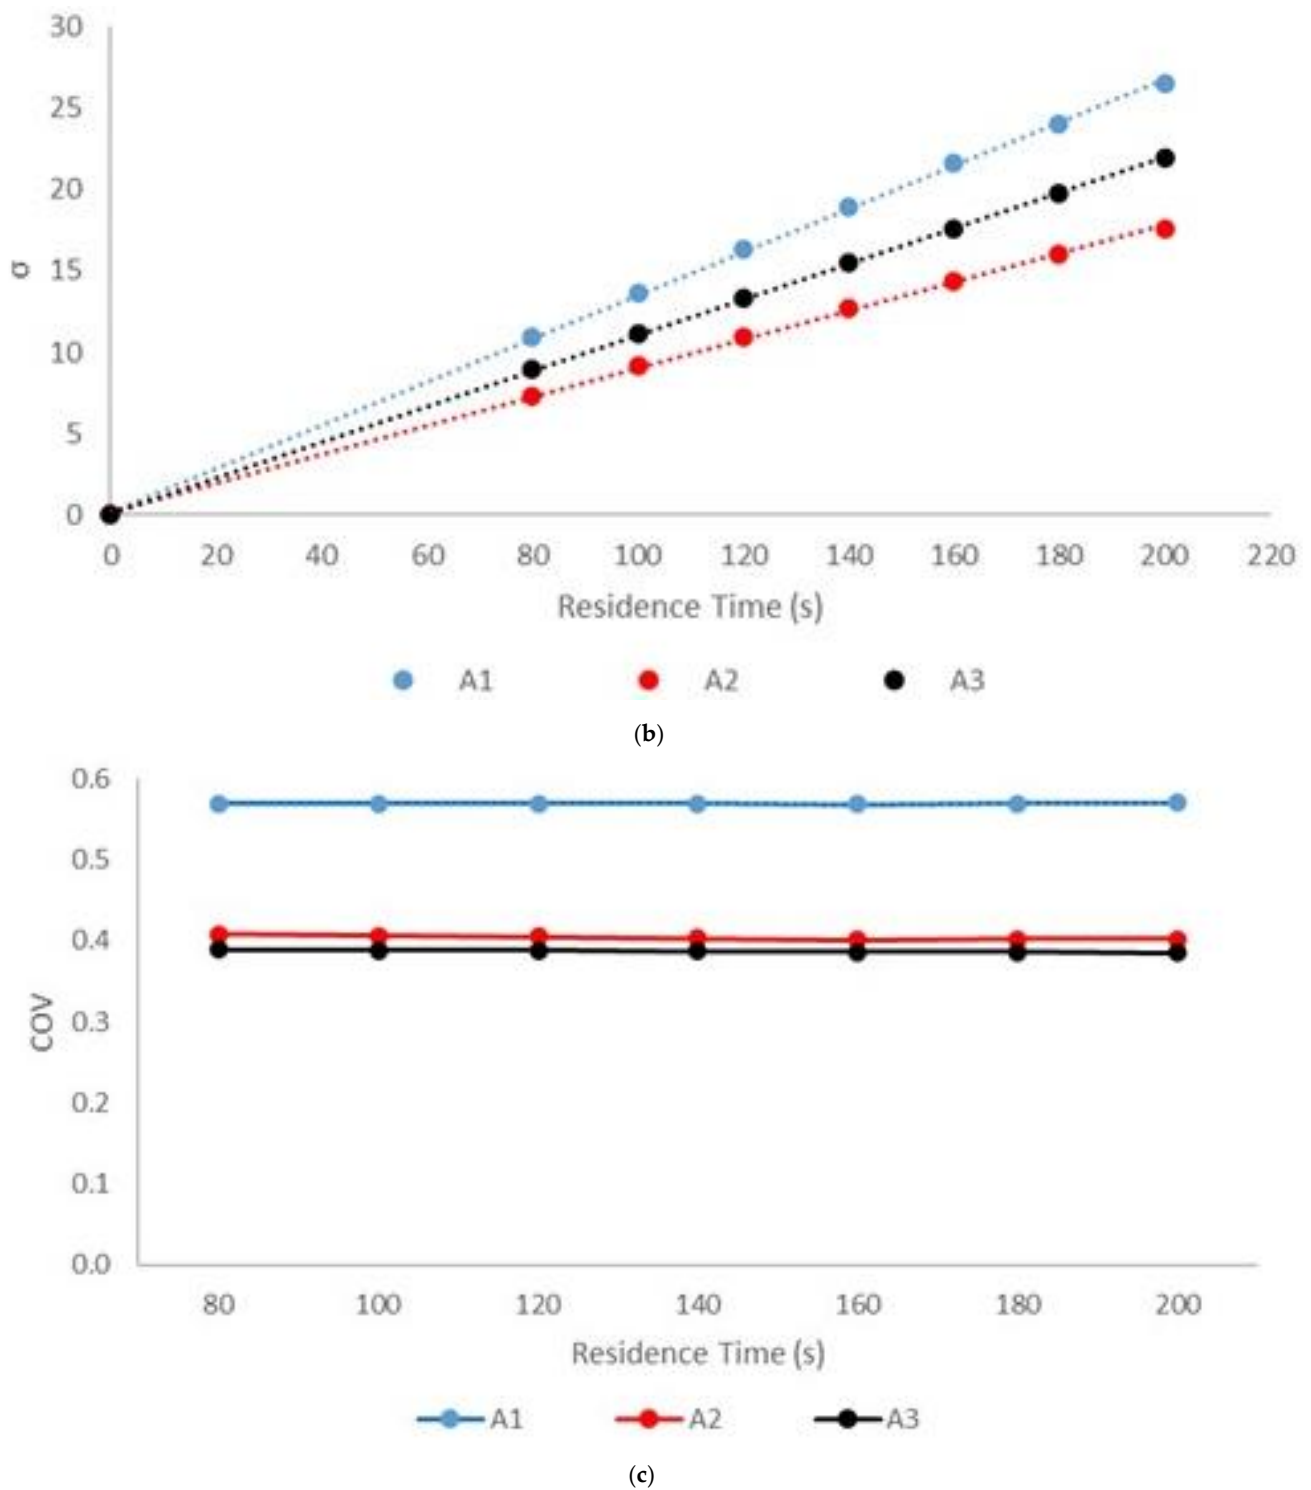 30
25
20
15
10
5
0
σ
0 20 40 60 80 100 120 140 160 180 200 220
Residence Time (s)
A1 A2 A3
(b)
0.6
0.5
0.4
0.3
0.2
0.1
0.0
COV
80 100 120 140 160 180 200
Residence Time (s)
A1 A2 A3
(c)